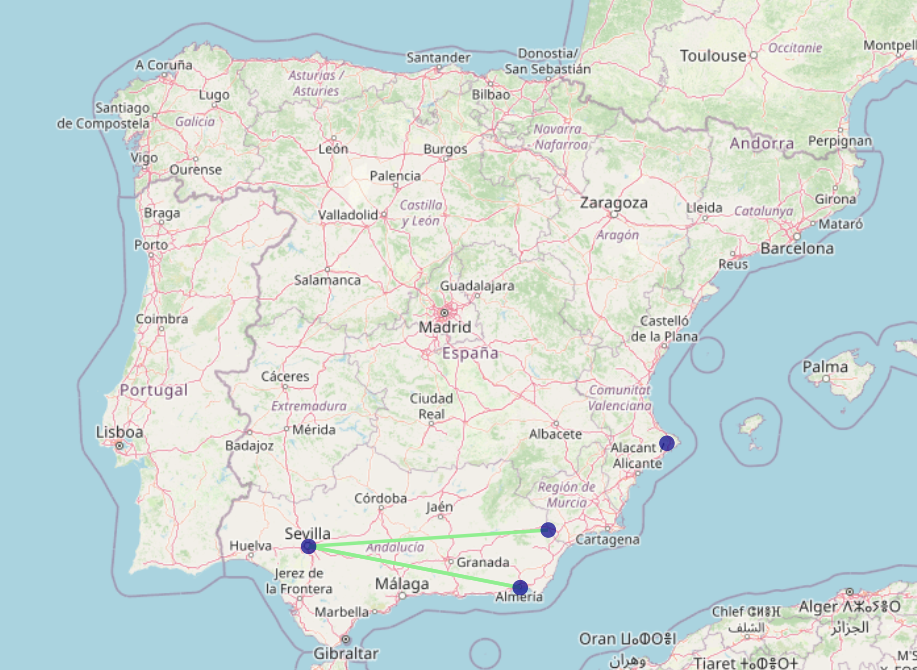 Toulouse
Occitanie
Montpell
A Coruña
Santander
Donostia/
San Sebastián
Asturias /
Asturies
Bilbao
Lugo
Santiago
de Compostela
Galicia
Navarra
Nafarroa
Andorra
Perpignan
León
Burgos
Vigo
Ourense
Palencia
Girona
Braga
Valladolid
Castilla
y León
Zaragoza
Lleida
Catalunya
Mataró
Porto
Aragón
Barcelona
Reus
Salamanca
Guadalajara
Coimbra
Madrid
Castelló
de la Plana
España
Palma
Portugal
Cáceres
Extremadura
Ciudad
Real
Comunitat
Valenciana
Lisboa
Mérida
Badajoz
Albacete
Alacant /
Alicante
Córdoba
Jaén
Región de
Murcia
Sevilla
Huelva
Andalucía
Cartagena
Granada
Jerez de
la Frontera
Málaga
Almería
Marbella
Gibraltar
Chlef ⵛⵍⴻⴼ
الشلف
Alger ⵍⵣⴰⵢⴻⵔ
الجزائر
Oran ⵡⴰⵀⵔⴰⵏ
وهران
Tiaret
M'S